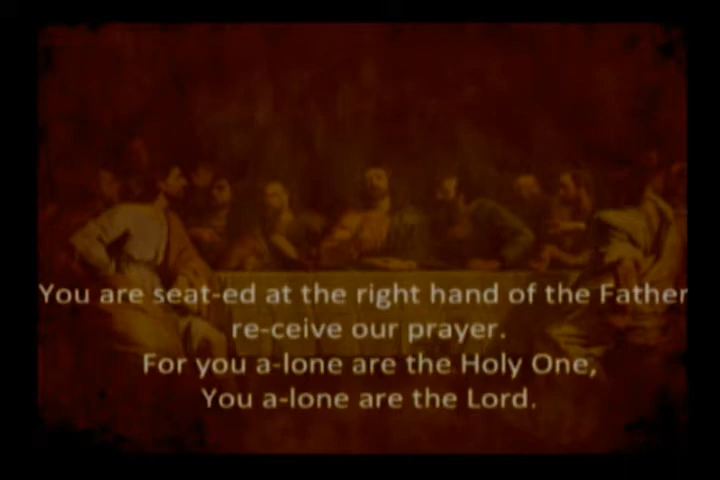 You are seat-ed at the right hand of the Father
re-ceive our prayer.
For you a-lone are the Holy One,
You a-lone are the Lord.